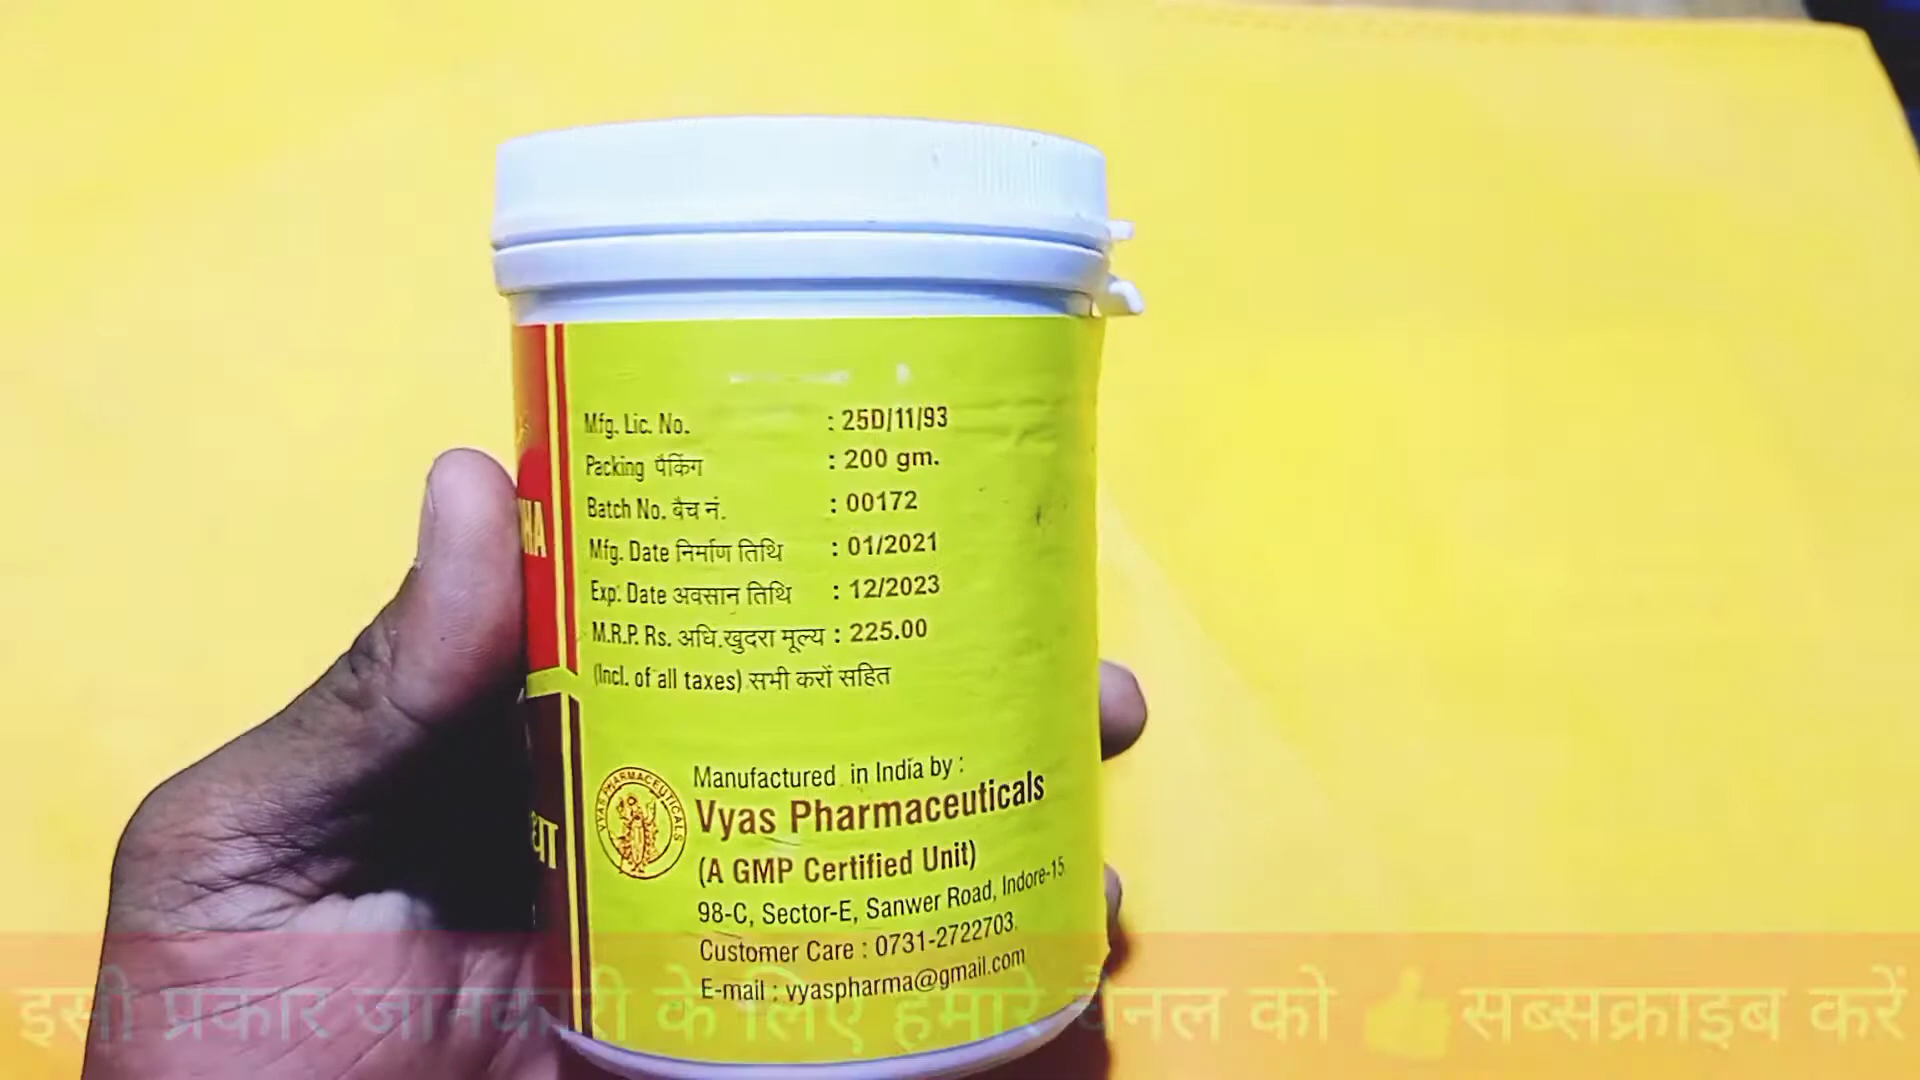 Mfg. Lic. No. : 25D/11/93
Packing पैकिंग : 200 gm.
Batch No. बैच नं. : 00172
Mfg. Date निर्माण तिथि : 01/2021
Exp. Date अवसान तिथि : 12/2023
M.R.P. Rs. अधि.खुदरा मूल्य : 225.00
(Incl. of all taxes) सभी करों सहित
HA
धा
VYAS PHARMACEUTICALS
Manufactured in India by :
Vyas Pharmaceuticals
(A GMP Certified Unit)
98-C, Sector-E, Sanwer Road, Indore-15
Customer Care : 0731-2722703.
E-mail : vyaspharma@gmail.com
इसी प्रकार जानकारी के लिए हमारे चैनल को 👍सब्सक्राइब करें